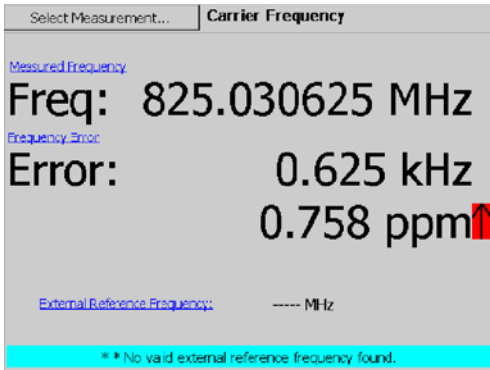 Select Measurement...
Carrier Frequency
Measured Frequency
Freq: 825.030625 MHz
Frequency Error
Error: 0.625 kHz
0.758 ppm
External Reference Frequency: ----- MHz
* * No valid external reference frequency found.